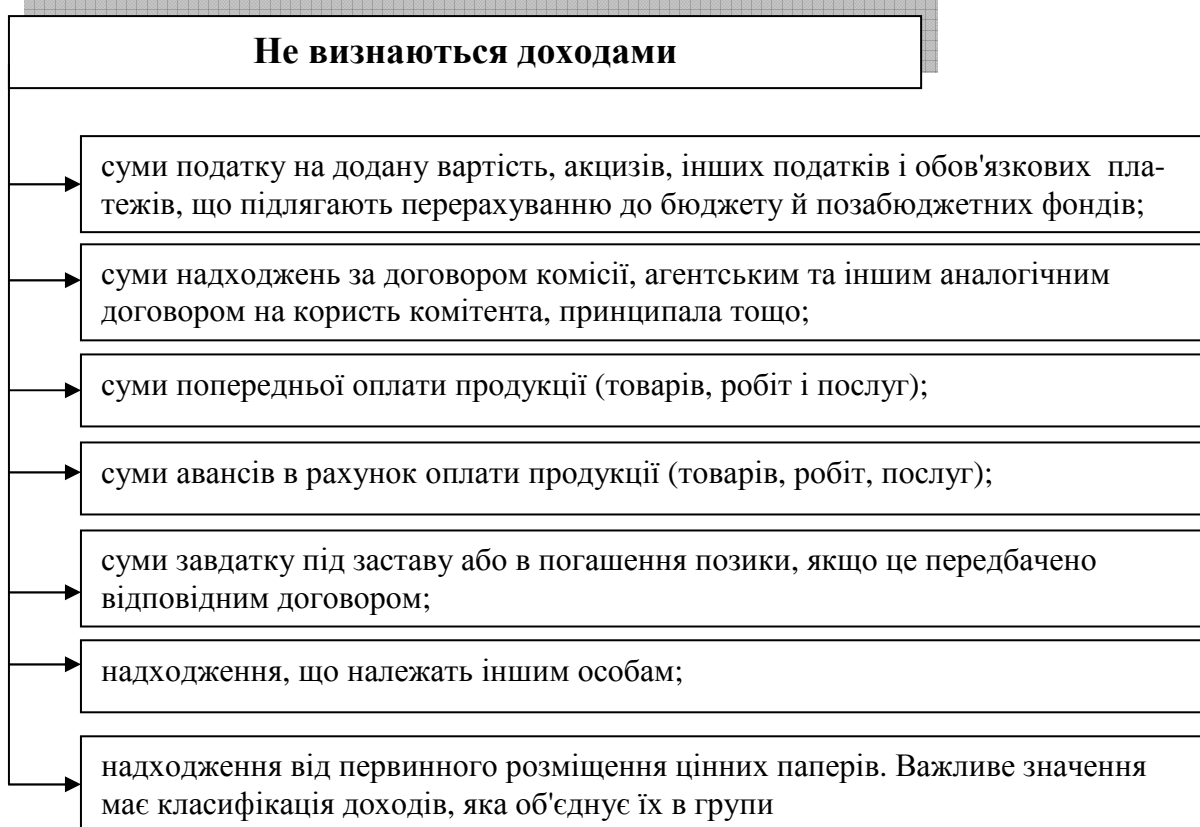 Не визнаються доходами
суми податку на додану вартість, акцизів, інших податків і обов'язкових пла-
тежів, що підлягають перерахуванню до бюджету й позабюджетних фондів;
суми надходжень за договором комісії, агентським та іншим аналогічним
договором на користь комітента, принципала тощо;
суми попередньої оплати продукції (товарів, робіт і послуг);
суми авансів в рахунок оплати продукції (товарів, робіт, послуг);
суми завдатку під заставу або в погашення позики, якщо це передбачено
відповідним договором;
надходження, що належать іншим особам;
надходження від первинного розміщення цінних паперів. Важливе значення
має класифікація доходів, яка об'єднує їх в групи